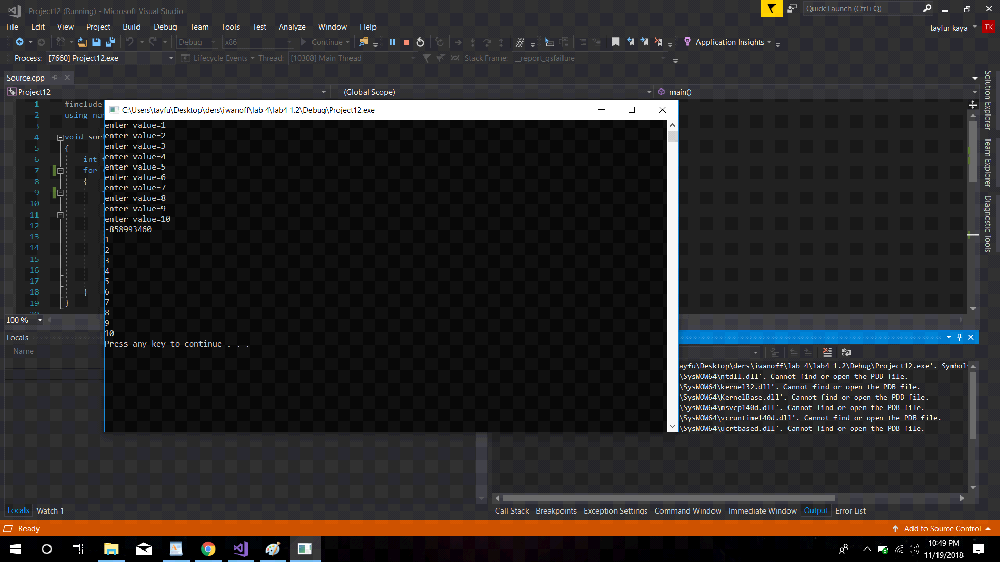 Project12 (Running) - Microsoft Visual Studio
Quick Launch (Ctrl+Q)
File Edit View Project Build Debug Team Tools Test Analyze Window Help
tayfur kaya TK
Debug x86 Continue Application Insights
Process: [7660] Project12.exe Lifecycle Events Thread: [10308] Main Thread Stack Frame: __report_gsfailure
Source.cpp
Project12 (Global Scope) main()
Solution Explorer
Team Explorer
Diagnostic Tools
1 #include
2 using nam
3
4 void sort
5 {
6 int t
7 for (
8 {
9
10
11
12
13
14
15
16
17
18 }
19 }
20
100 %
C:\Users\tayfu\Desktop\ders\iwanoff\lab 4\lab4 1.2\Debug\Project12.exe
enter value=1
enter value=2
enter value=3
enter value=4
enter value=5
enter value=6
enter value=7
enter value=8
enter value=9
enter value=10
-858993460
1
2
3
4
5
6
7
8
9
10
Press any key to continue . . .
Locals
Name
ayfu\Desktop\ders\iwanoff\lab 4\lab4 1.2\Debug\Project12.exe'. Symbols
\SysWOW64\ntdll.dll'. Cannot find or open the PDB file.
\SysWOW64\kernel32.dll'. Cannot find or open the PDB file.
\SysWOW64\KernelBase.dll'. Cannot find or open the PDB file.
\SysWOW64\msvcp140d.dll'. Cannot find or open the PDB file.
\SysWOW64\vcruntime140d.dll'. Cannot find or open the PDB file.
\SysWOW64\ucrtbased.dll'. Cannot find or open the PDB file.
Locals Watch 1
Call Stack Breakpoints Exception Settings Command Window Immediate Window Output Error List
Ready
Add to Source Control
10:49 PM
11/19/2018